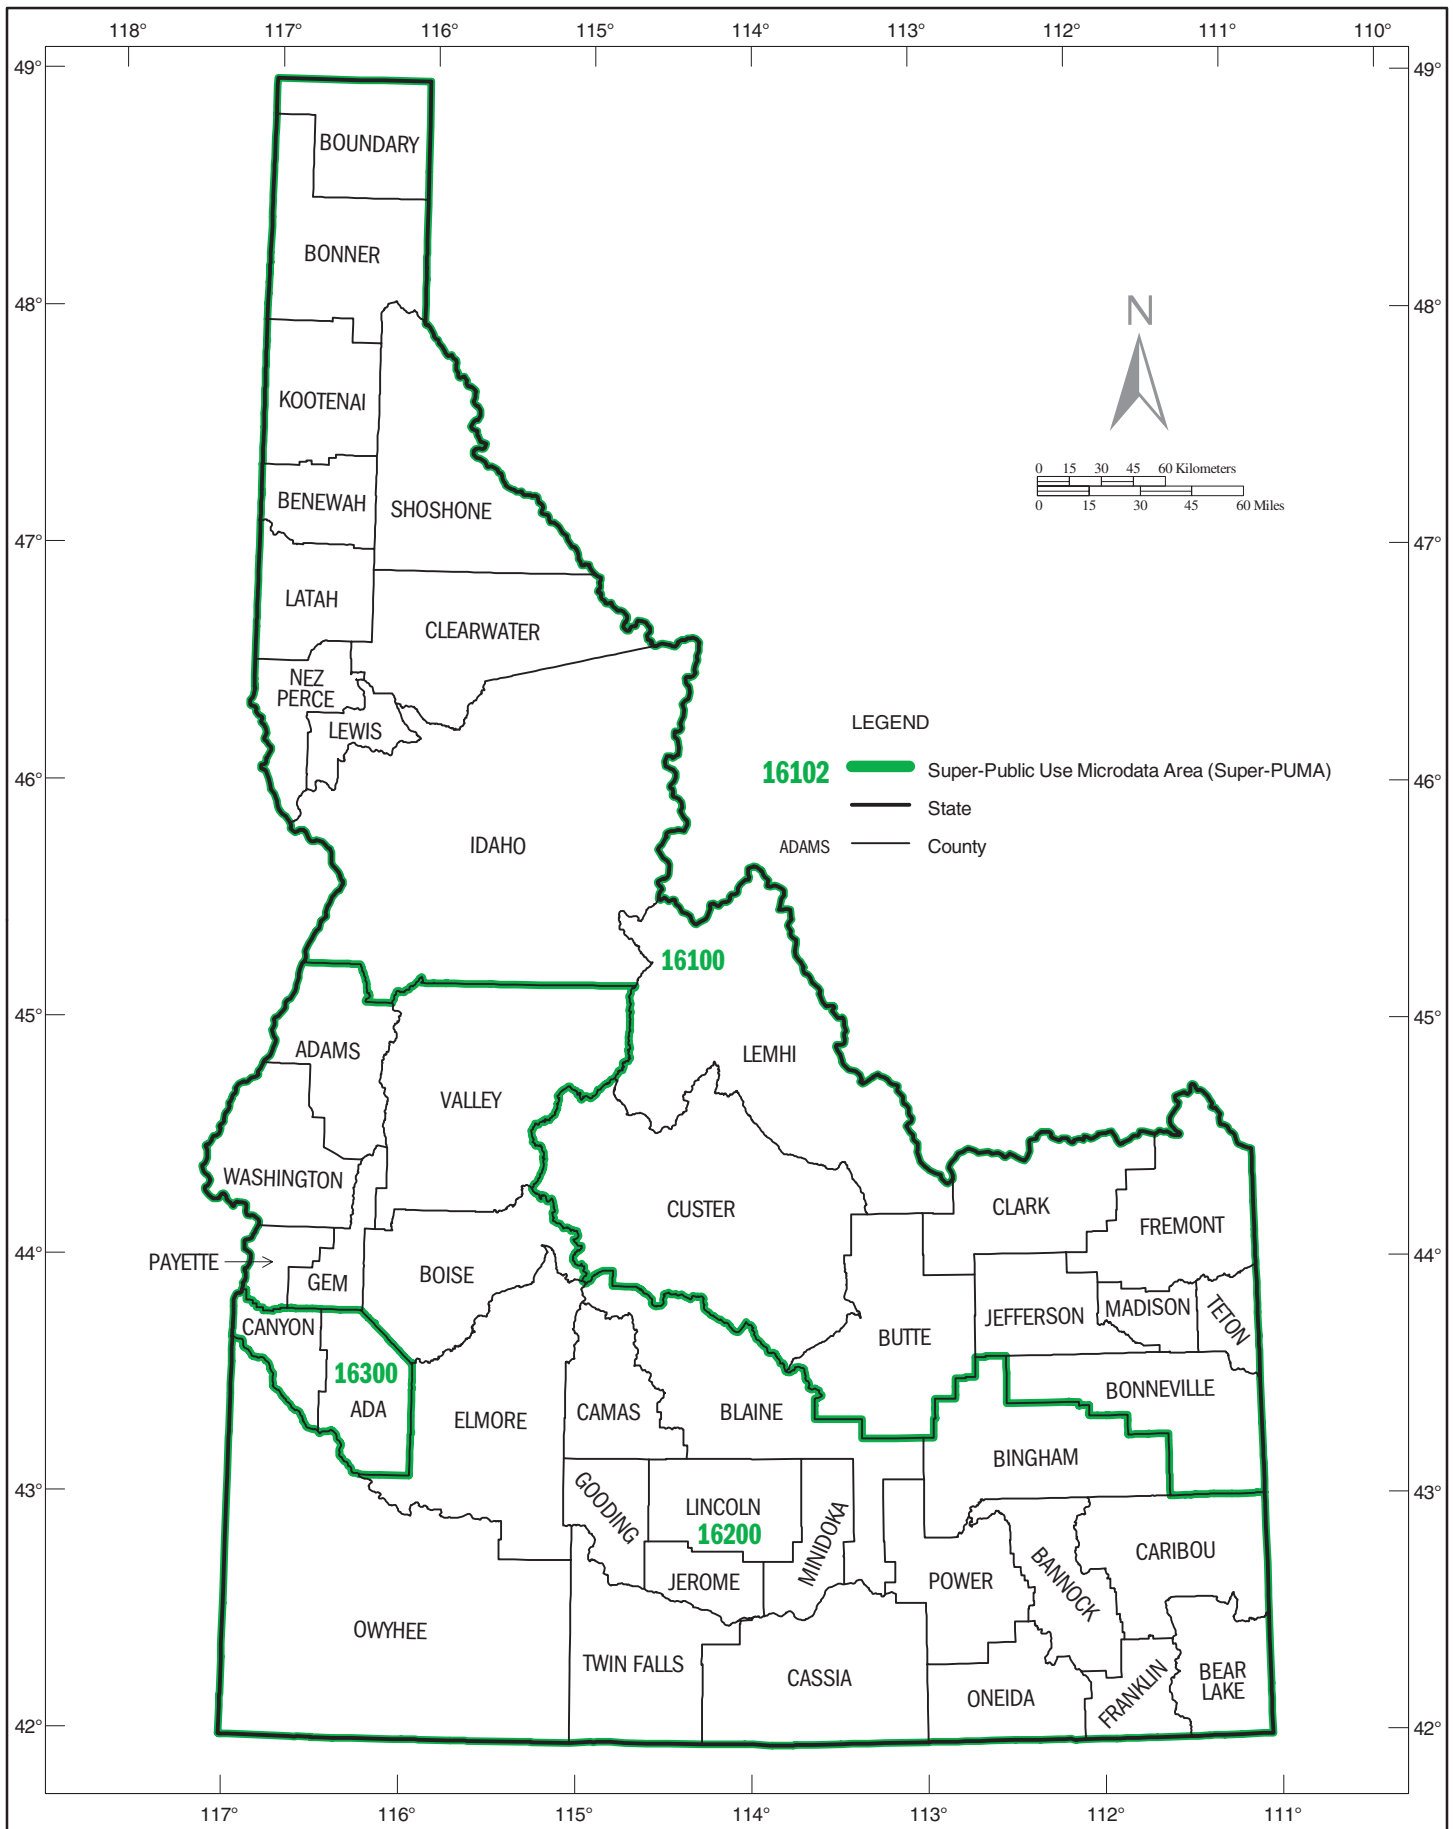 118° 117° 116° 115° 114° 113° 112° 111° 110°
49° 49°
BOUNDARY
BONNER
48° 48°
N
KOOTENAI
0 15 30 45 60 Kilometers
0 15 30 45 60 Miles
BENEWAH
SHOSHONE
47° 47°
LATAH
CLEARWATER
NEZ
PERCE
LEWIS
LEGEND
16102 Super-Public Use Microdata Area (Super-PUMA)
46° 46°
State
ADAMS County
IDAHO
16100
45° 45°
ADAMS
LEMHI
VALLEY
WASHINGTON
CUSTER
CLARK
FREMONT
44° 44°
PAYETTE
GEM
BOISE
CANYON
BUTTE
JEFFERSON
MADISON
TETON
16300
ADA
ELMORE
CAMAS
BLAINE
BONNEVILLE
BINGHAM
43° 43°
GOODING
LINCOLN
16200
MINIDOKA
JEROME
POWER
BANNOCK
CARIBOU
OWYHEE
TWIN FALLS
CASSIA
ONEIDA
FRANKLIN
BEAR
LAKE
42° 42°
117° 116° 115° 114° 113° 112° 111°